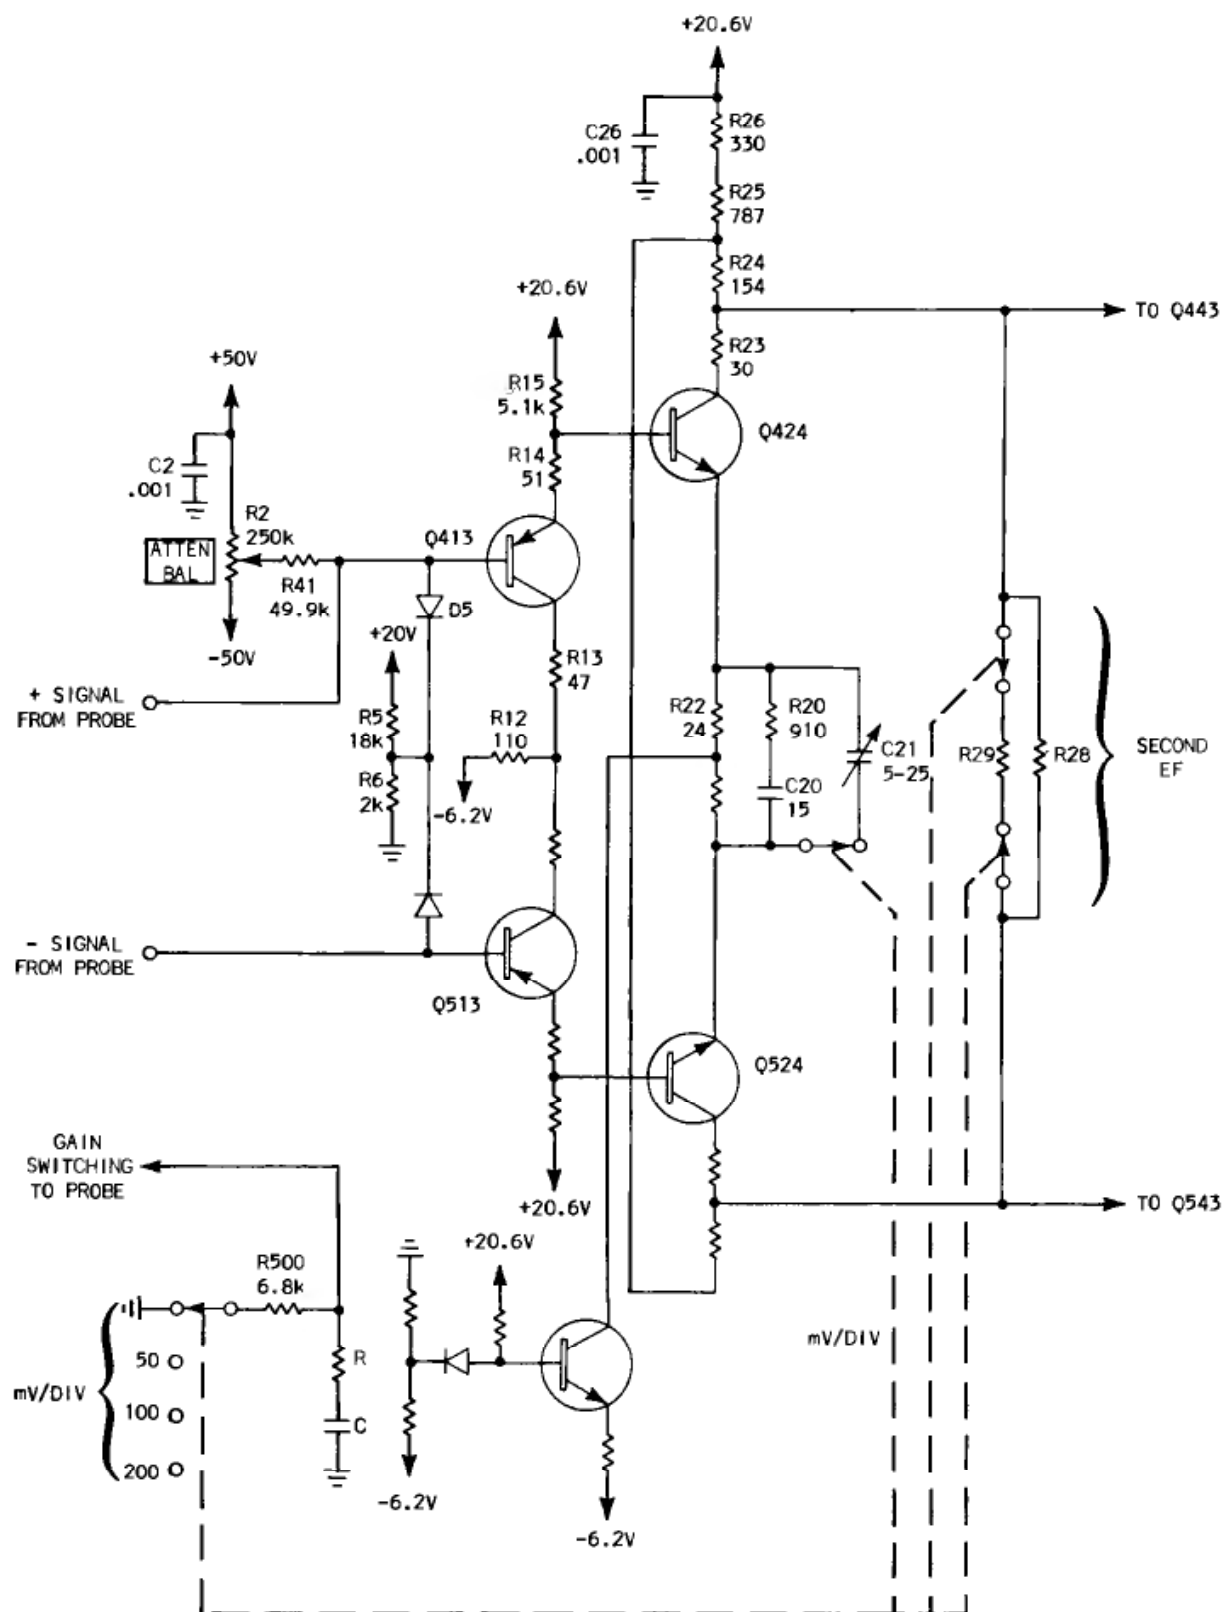 +20.6V
C26
.001
R26
330
R25
787
R24
154
TO Q443
R23
30
+20.6V
+50V
R15
5.1k
Q424
C2
.001
R14
51
R2
250k
Q413
ATTEN
BAL
R41
49.9k
D5
-50V
+20V
R13
47
+ SIGNAL
FROM PROBE
R5
18k
R12
110
R22
24
R20
910
C21
5-25
R29
R28
SECOND
EF
R6
2k
-6.2V
C20
15
- SIGNAL
FROM PROBE
Q513
Q524
GAIN
SWITCHING
TO PROBE
+20.6V
TO Q543
R500
6.8k
+20.6V
mV/DIV
50
R
mV/DIV
100
C
200
-6.2V
-6.2V